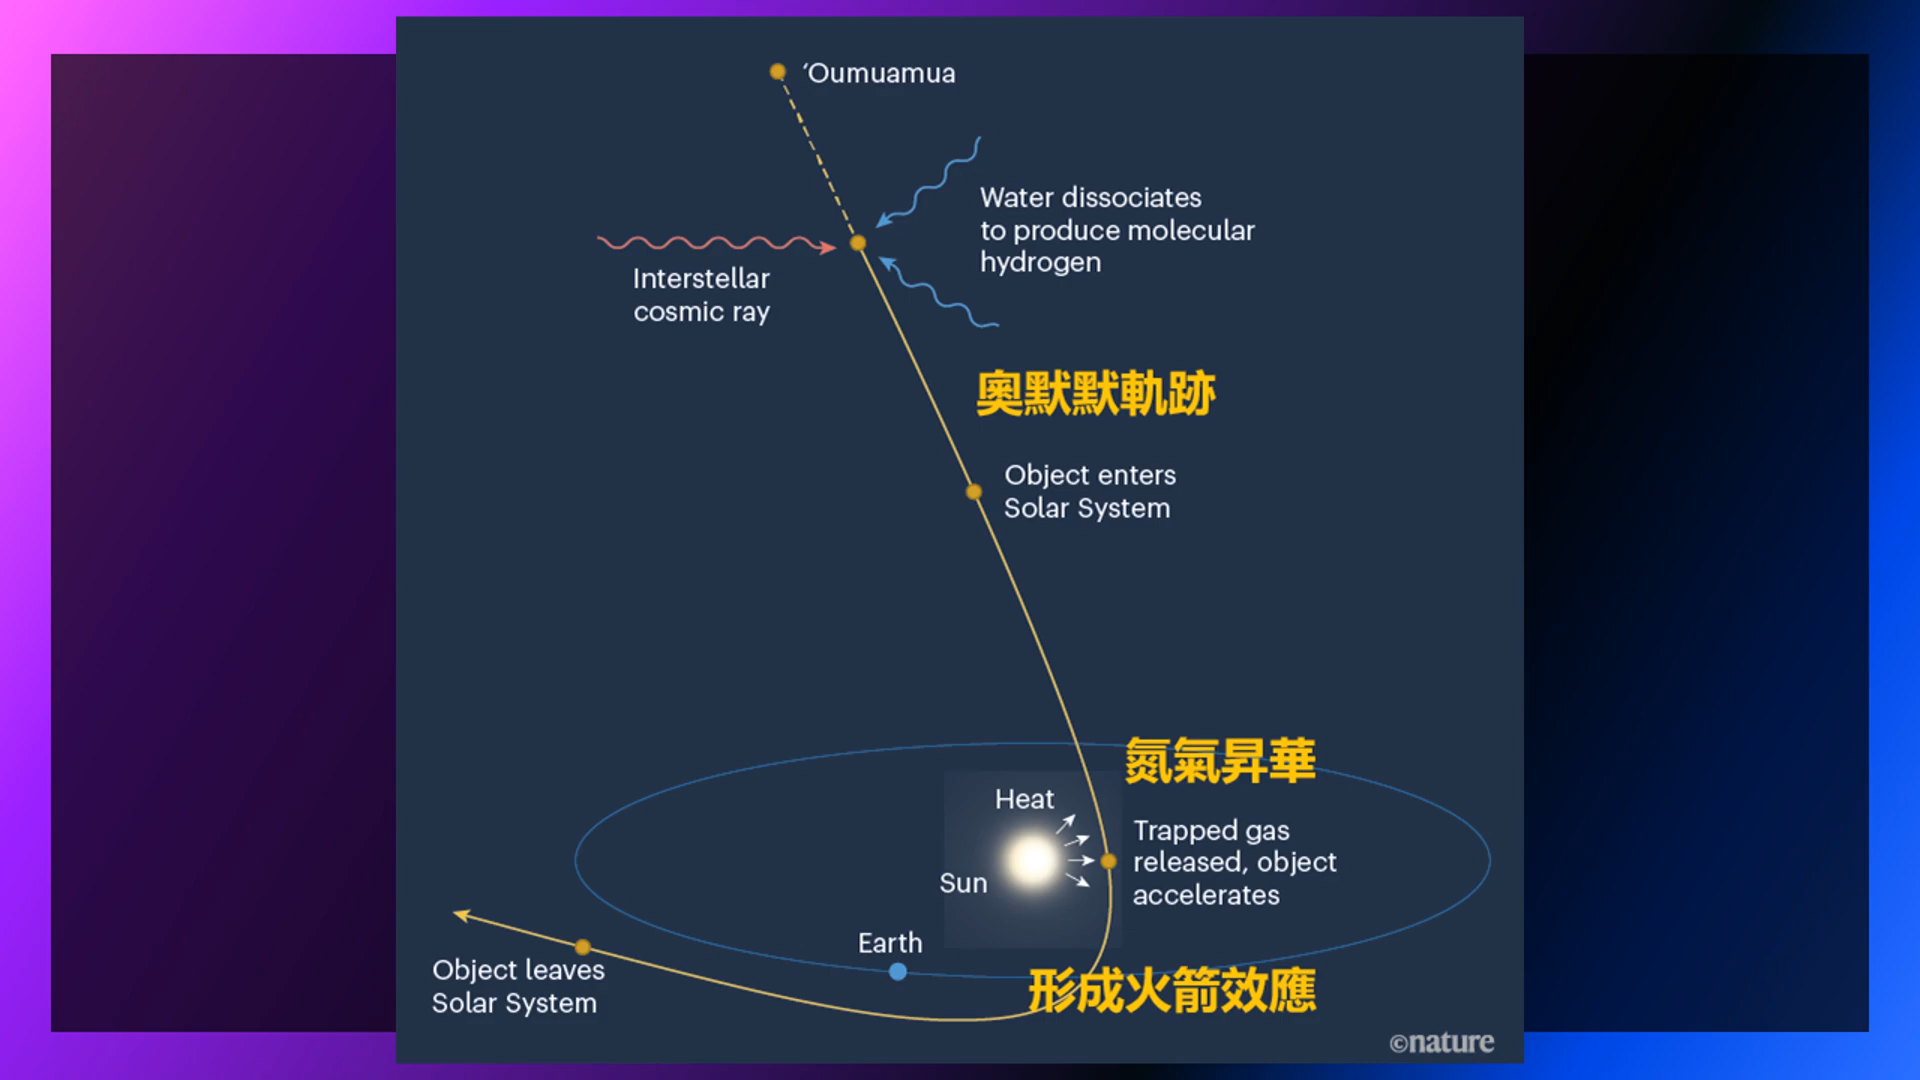 ‘Oumuamua
Water dissociates
to produce molecular
hydrogen
Interstellar
cosmic ray
奧默默軌跡
Object enters
Solar System
氮氣昇華
Heat
Trapped gas
released, object
accelerates
Sun
Earth
Object leaves
Solar System
形成火箭效應
©nature